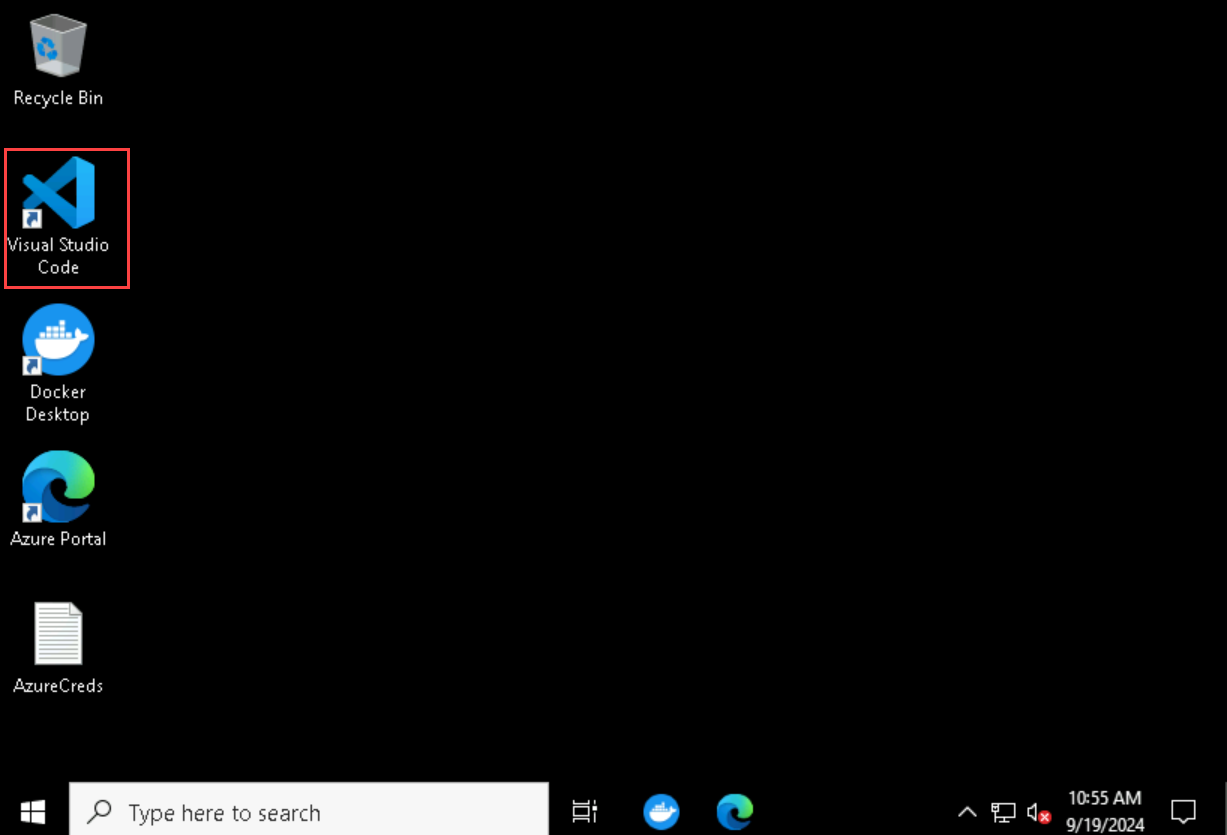 Recycle Bin
Visual Studio
Code
Docker
Desktop
Azure Portal
AzureCreds
Type here to search
10:55 AM
9/19/2024